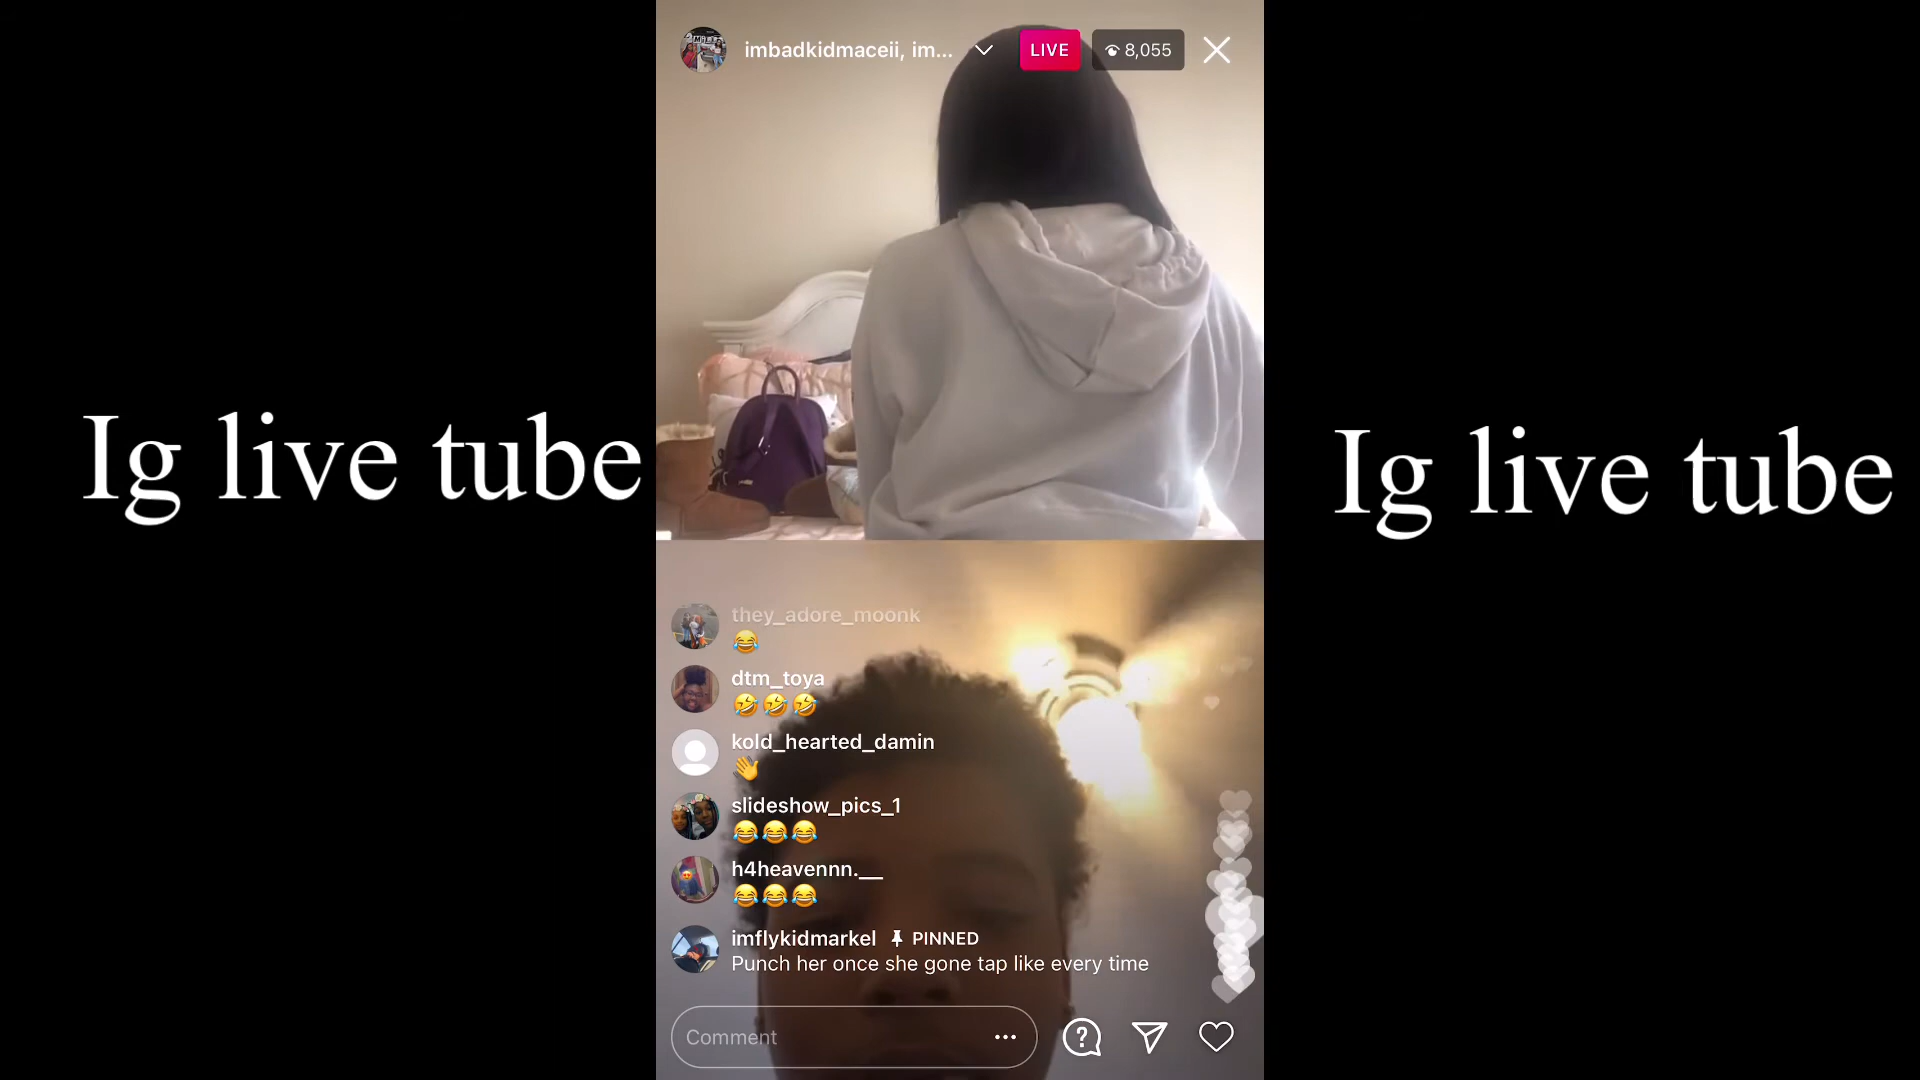 imbadkidmaceii, im...
LIVE
8,055
Ig live tube
Ig live tube
they_adore_moonk
😂
dtm_toya
🤣🤣🤣
kold_hearted_damin
👋
slideshow_pics_1
😂😂😂
h4heavennn.__
😂😂😂
imflykidmarkel PINNED
Punch her once she gone tap like every time
Comment